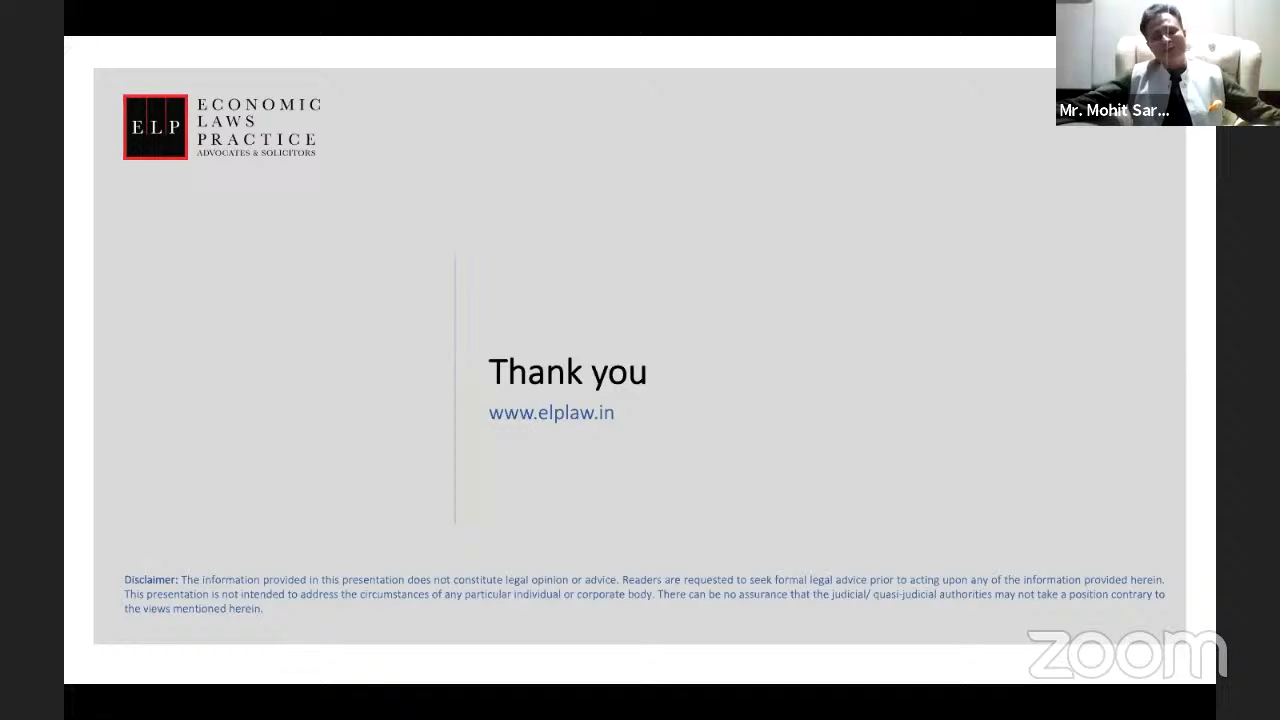 Mr. Mohit Sar...
ELP
ECONOMIC
LAWS
PRACTICE
ADVOCATES & SOLICITORS
Thank you
www.elplaw.in
Disclaimer: The information provided in this presentation does not constitute legal opinion or advice. Readers are requested to seek formal legal advice prior to acting upon any of the information provided herein.
This presentation is not intended to address the circumstances of any particular individual or corporate body. There can be no assurance that the judicial/ quasi-judicial authorities may not take a position contrary to
the views mentioned herein.
zoom